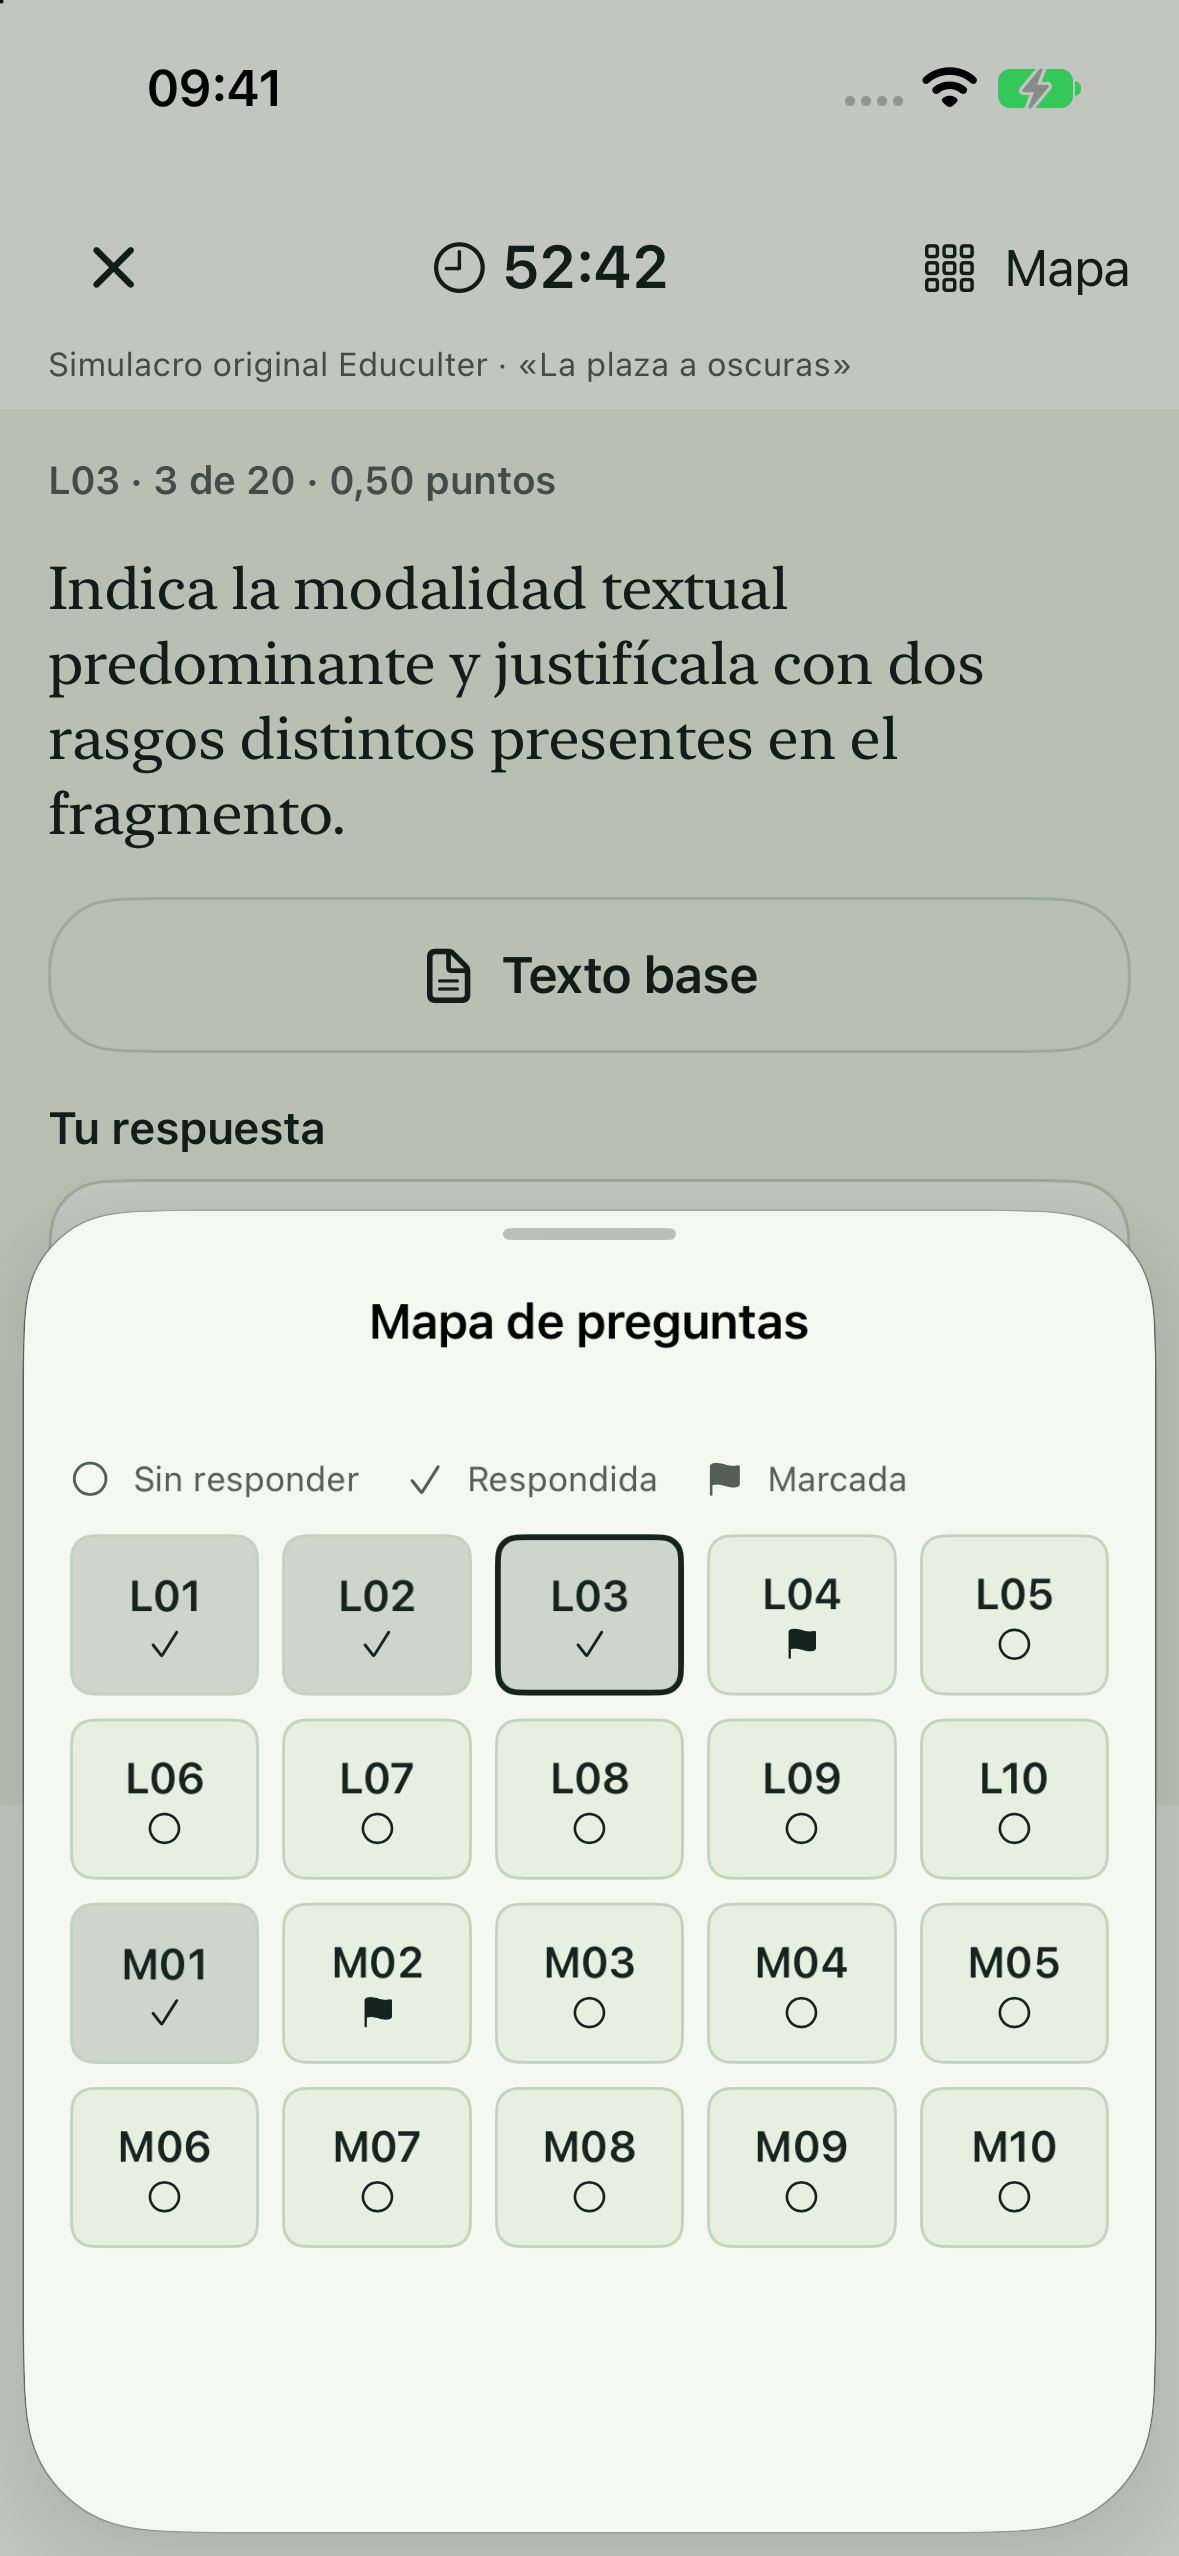 09:41
52:42
Mapa
Simulacro original Educulter · «La plaza a oscuras»
L03 · 3 de 20 · 0,50 puntos
Indica la modalidad textual
predominante y justifícala con dos
rasgos distintos presentes en el
fragmento.
Texto base
Tu respuesta
Mapa de preguntas
Sin responder Respondida Marcada
L01 L02 L03 L04 L05
L06 L07 L08 L09 L10
M01 M02 M03 M04 M05
M06 M07 M08 M09 M10